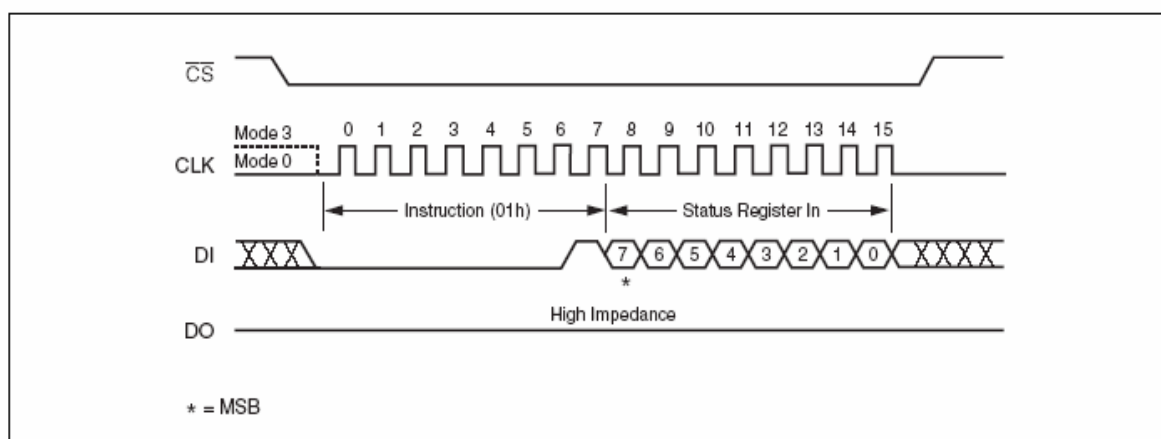 CS
Mode 3
0 1 2 3 4 5 6 7 8 9 10 11 12 13 14 15
CLK
Mode 0
Instruction (01h)
Status Register In
DI
7 6 5 4 3 2 1 0
*
High Impedance
DO
* = MSB